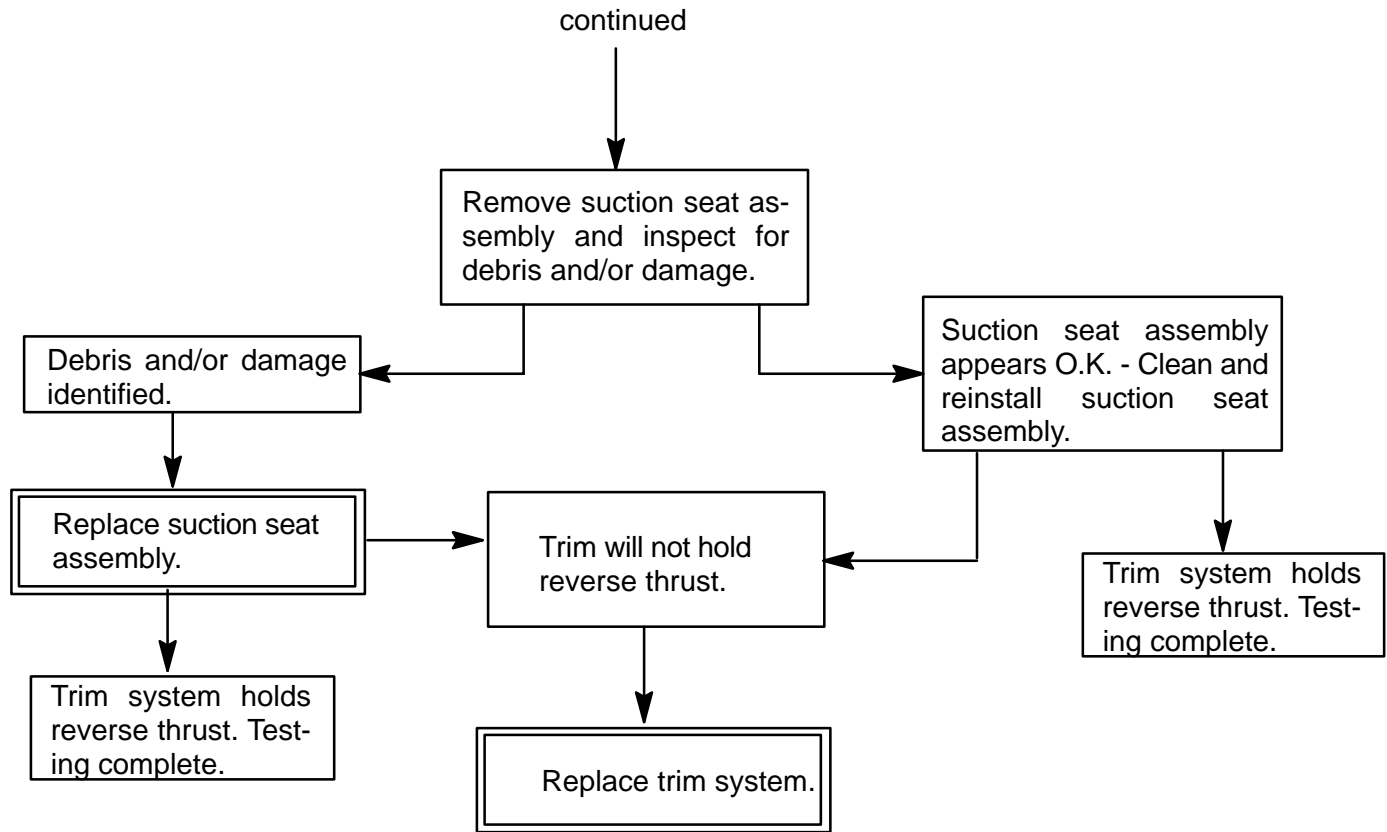 continued
Remove suction seat as-
sembly and inspect for
debris and/or damage.
Debris and/or damage
identified.
Suction seat assembly
appears O.K. - Clean and
reinstall suction seat
assembly.
Replace suction seat
assembly.
Trim will not hold
reverse thrust.
Trim system holds
reverse thrust. Test-
ing complete.
Trim system holds
reverse thrust. Test-
ing complete.
Replace trim system.